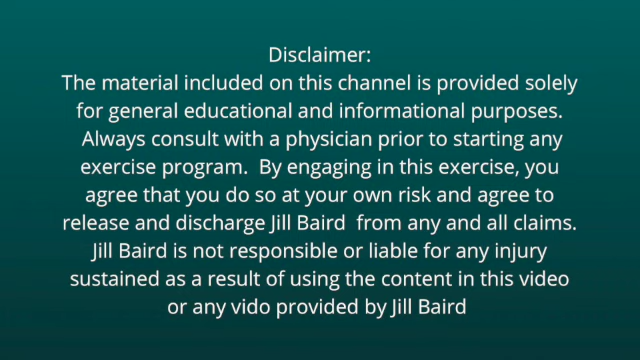 Disclaimer:
The material included on this channel is provided solely
for general educational and informational purposes.
Always consult with a physician prior to starting any
exercise program.  By engaging in this exercise, you
agree that you do so at your own risk and agree to
release and discharge Jill Baird  from any and all claims.
Jill Baird is not responsible or liable for any injury
sustained as a result of using the content in this video
or any vido provided by Jill Baird